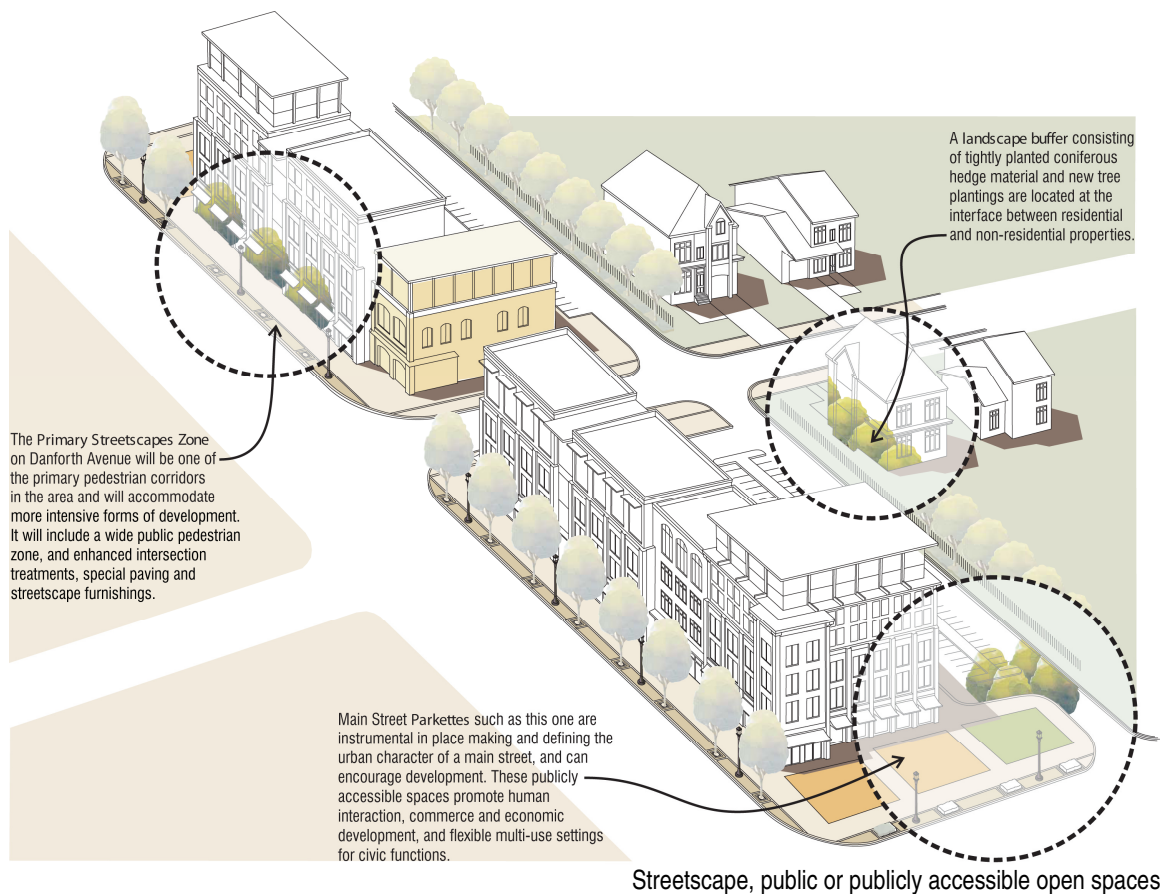 A landscape buffer consisting
of tightly planted coniferous
hedge material and new tree
plantings are located at the
interface between residential
and non-residential properties.
The Primary Streetscapes Zone
on Danforth Avenue will be one of
the primary pedestrian corridors
in the area and will accommodate
more intensive forms of development.
It will include a wide public pedestrian
zone, and enhanced intersection
treatments, special paving and
streetscape furnishings.
Main Street Parkettes such as this one are
instrumental in place making and defining the
urban character of a main street, and can
encourage development. These publicly
accessible spaces promote human
interaction, commerce and economic
development, and flexible multi-use settings
for civic functions.
Streetscape, public or publicly accessible open spaces